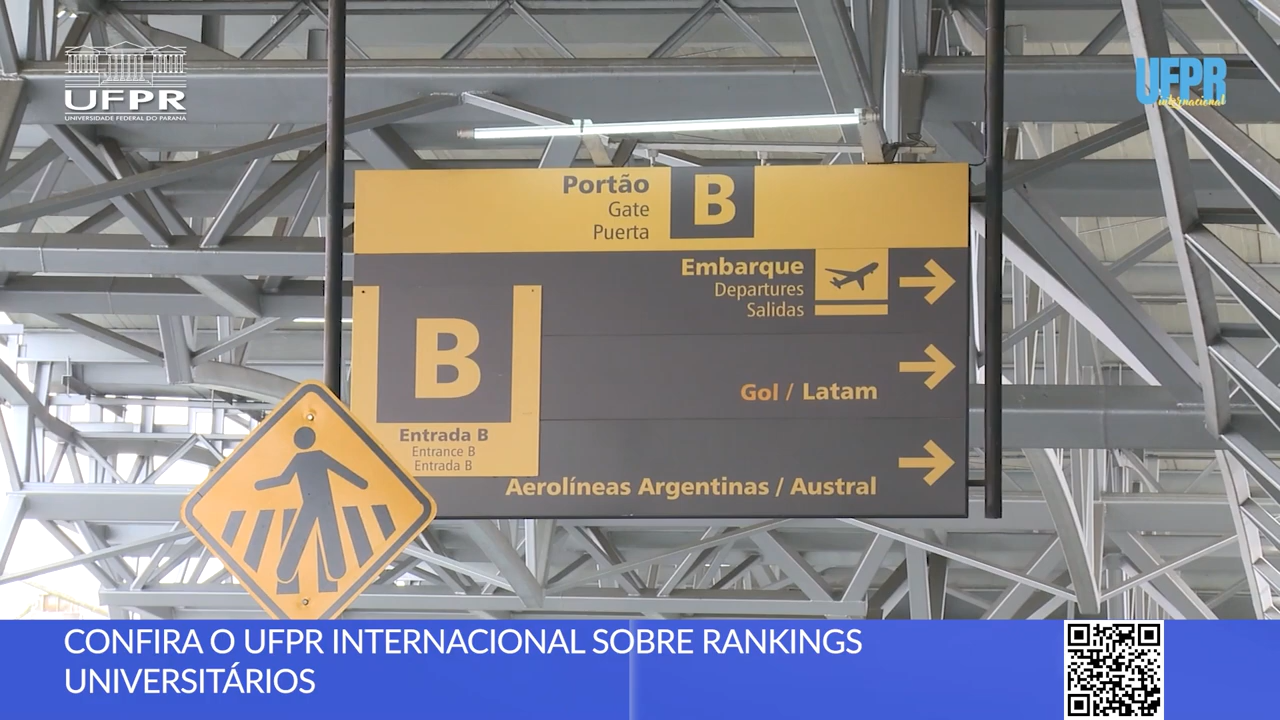 UFPR
UNIVERSIDADE FEDERAL DO PARANÁ
UFPR
internacional
Portão
Gate
Puerta
B
Embarque
Departures
Salidas
B
Gol / Latam
Entrada B
Entrance B
Entrada B
Aerolíneas Argentinas / Austral
CONFIRA O UFPR INTERNACIONAL SOBRE RANKINGS
UNIVERSITÁRIOS